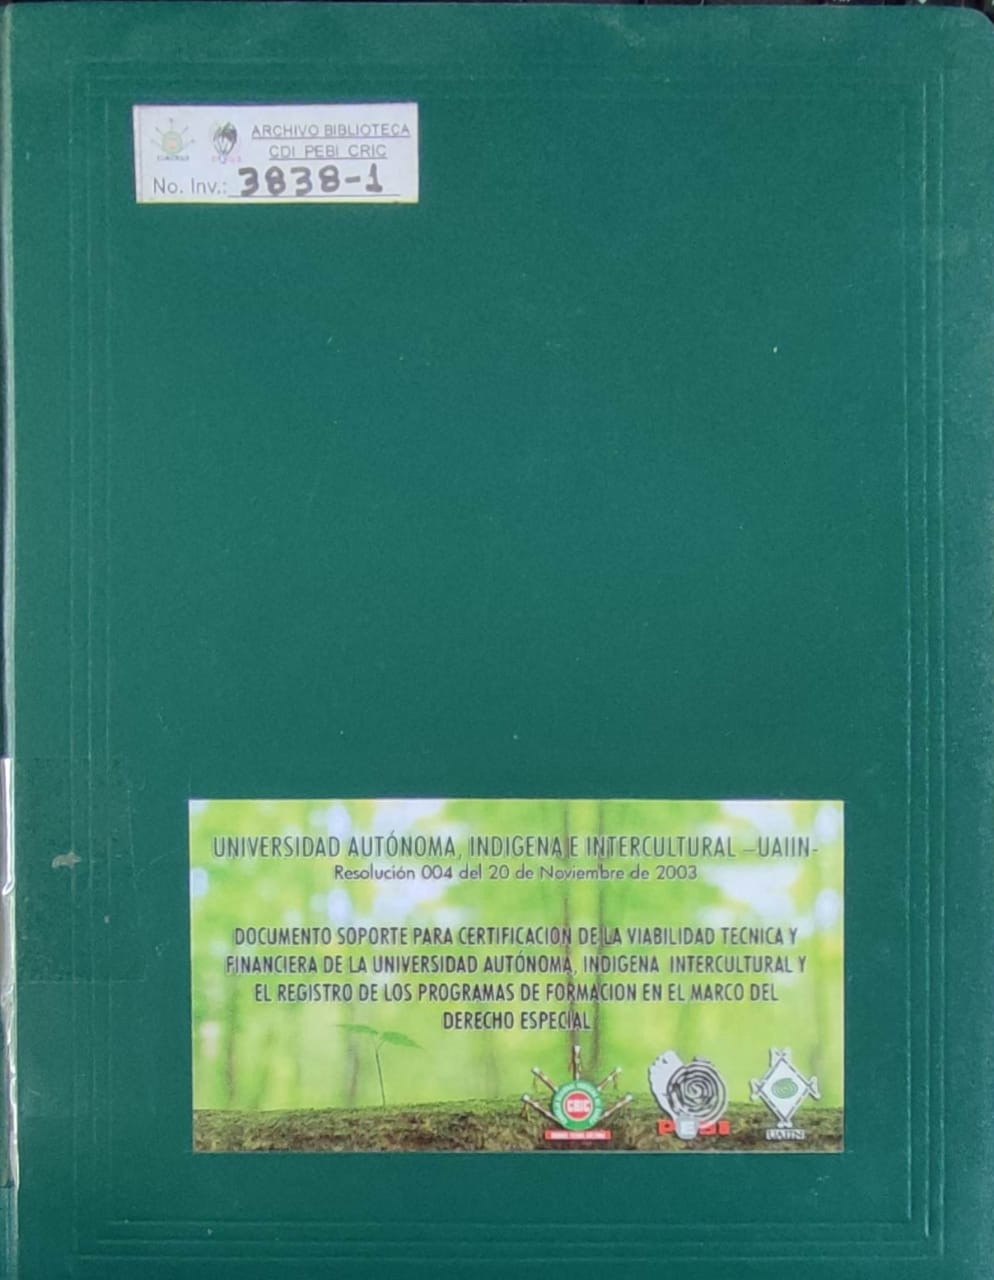 ARCHIVO BIBLIOTECA
CDI PEBI CRIC
No. Inv.: 3838-1
UNIVERSIDAD AUTÓNOMA, INDIGENA E INTERCULTURAL –UAIIN-
Resolución 004 del 20 de Noviembre de 2003
DOCUMENTO SOPORTE PARA CERTIFICACION DE LA VIABILIDAD TECNICA Y
FINANCIERA DE LA UNIVERSIDAD AUTÓNOMA, INDIGENA INTERCULTURAL Y
EL REGISTRO DE LOS PROGRAMAS DE FORMACION EN EL MARCO DEL
DERECHO ESPECIAL
CRIC
PEBI
UAIIN